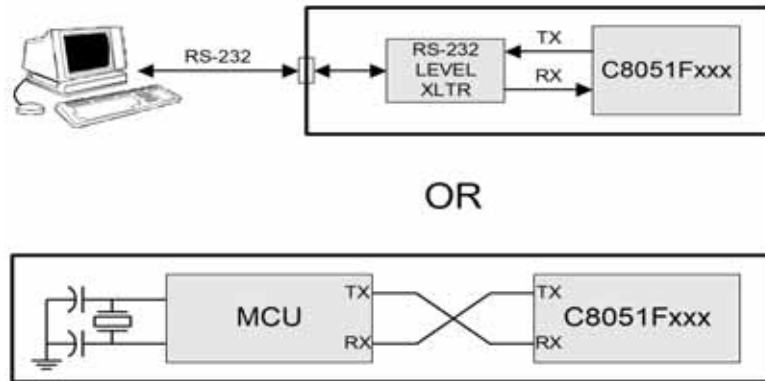 RS-232
RS-232
LEVEL
XLTR
TX
RX
C8051Fxxx
OR
MCU
TX
RX
TX
RX
C8051Fxxx